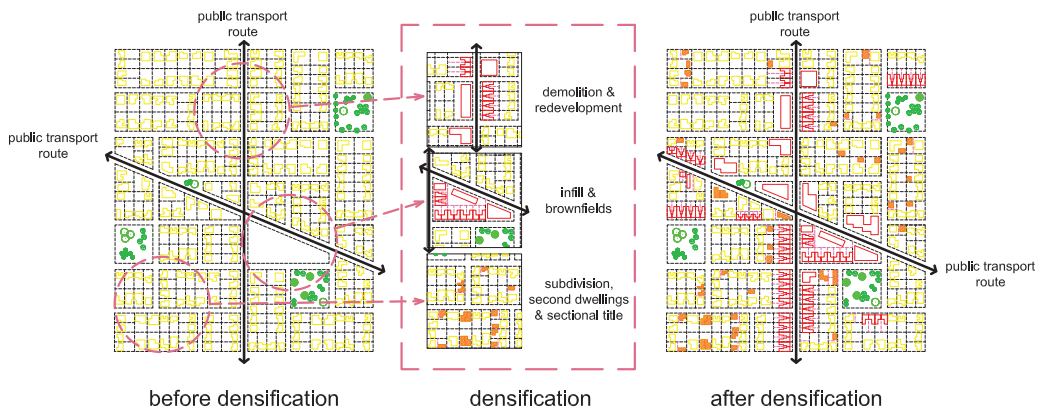 public transport
route
public transport
route
before densification
demolition &
redevelopment
infill &
brownfields
subdivision,
second dwellings
& sectional title
densification
public transport
route
public transport
route
after densification